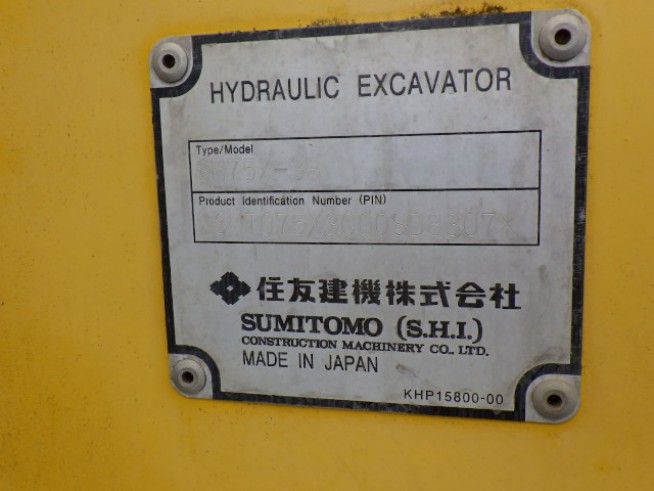 HYDRAULIC EXCAVATOR
Type/Model
Product Identification Number (PIN)
住友建機株式会社
SUMITOMO (S.H.I.)
CONSTRUCTION MACHINERY CO., LTD.
MADE IN JAPAN
KHP15800-00